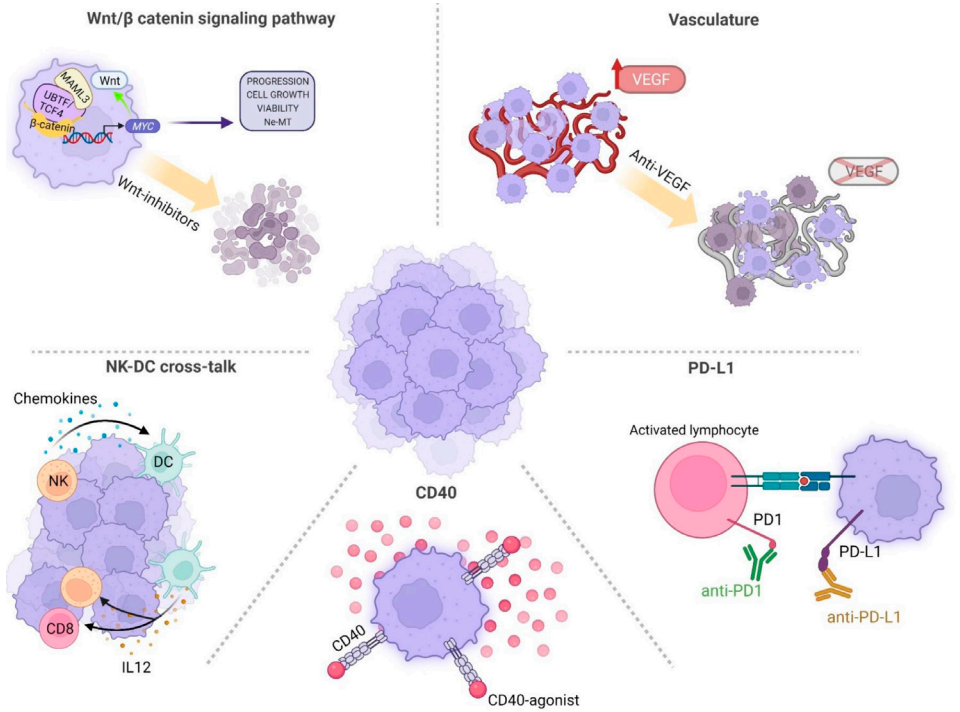 Wnt/β catenin signaling pathway
MAML3
Wnt
UBTF/
TCF4
β-catenin
MYC
PROGRESSION
CELL GROWTH
VIABILITY
Ne-MT
Wnt-inhibitors
Vasculature
VEGF
Anti-VEGF
VEGF
NK-DC cross-talk
Chemokines
NK
DC
CD8
IL12
CD40
CD40
CD40-agonist
PD-L1
Activated lymphocyte
PD1
PD-L1
anti-PD1
anti-PD-L1